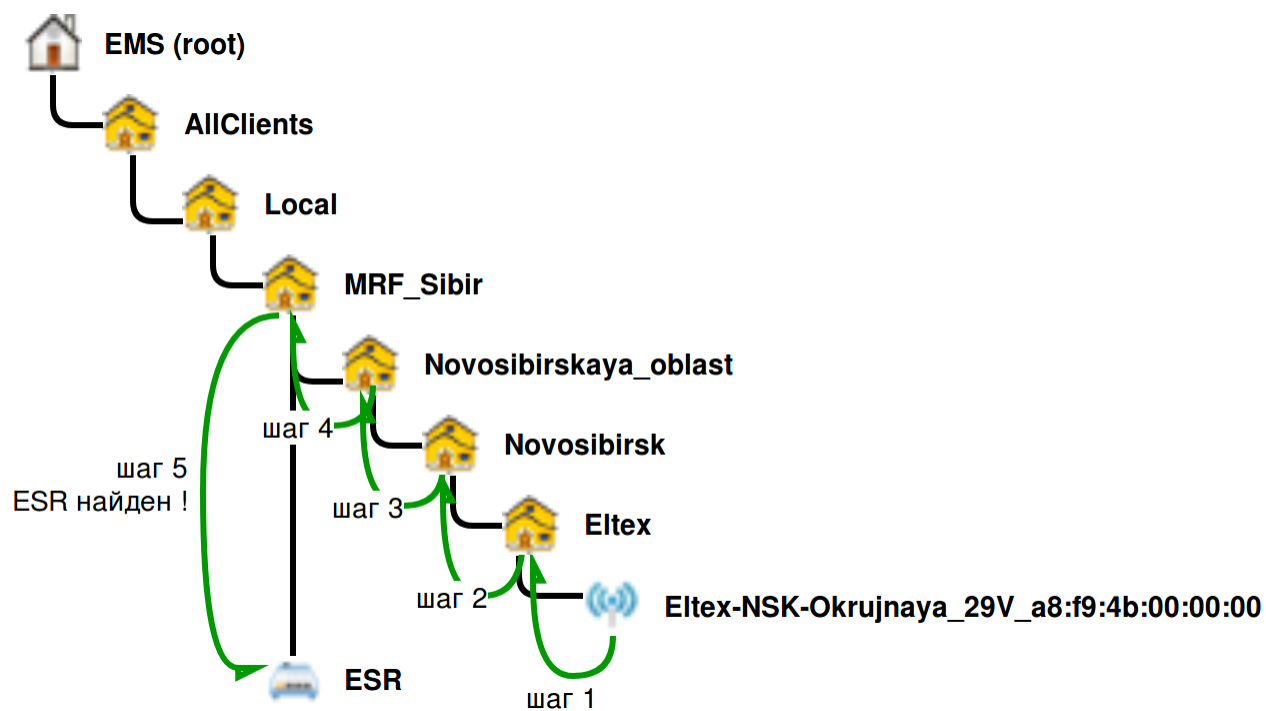 EMS (root)
AllClients
Local
MRF_Sibir
Novosibirskaya_oblast
шаг 4
Novosibirsk
шаг 5
ESR найден !
шаг 3
Eltex
шаг 2
Eltex-NSK-Okrujnaya_29V_a8:f9:4b:00:00:00
ESR
шаг 1